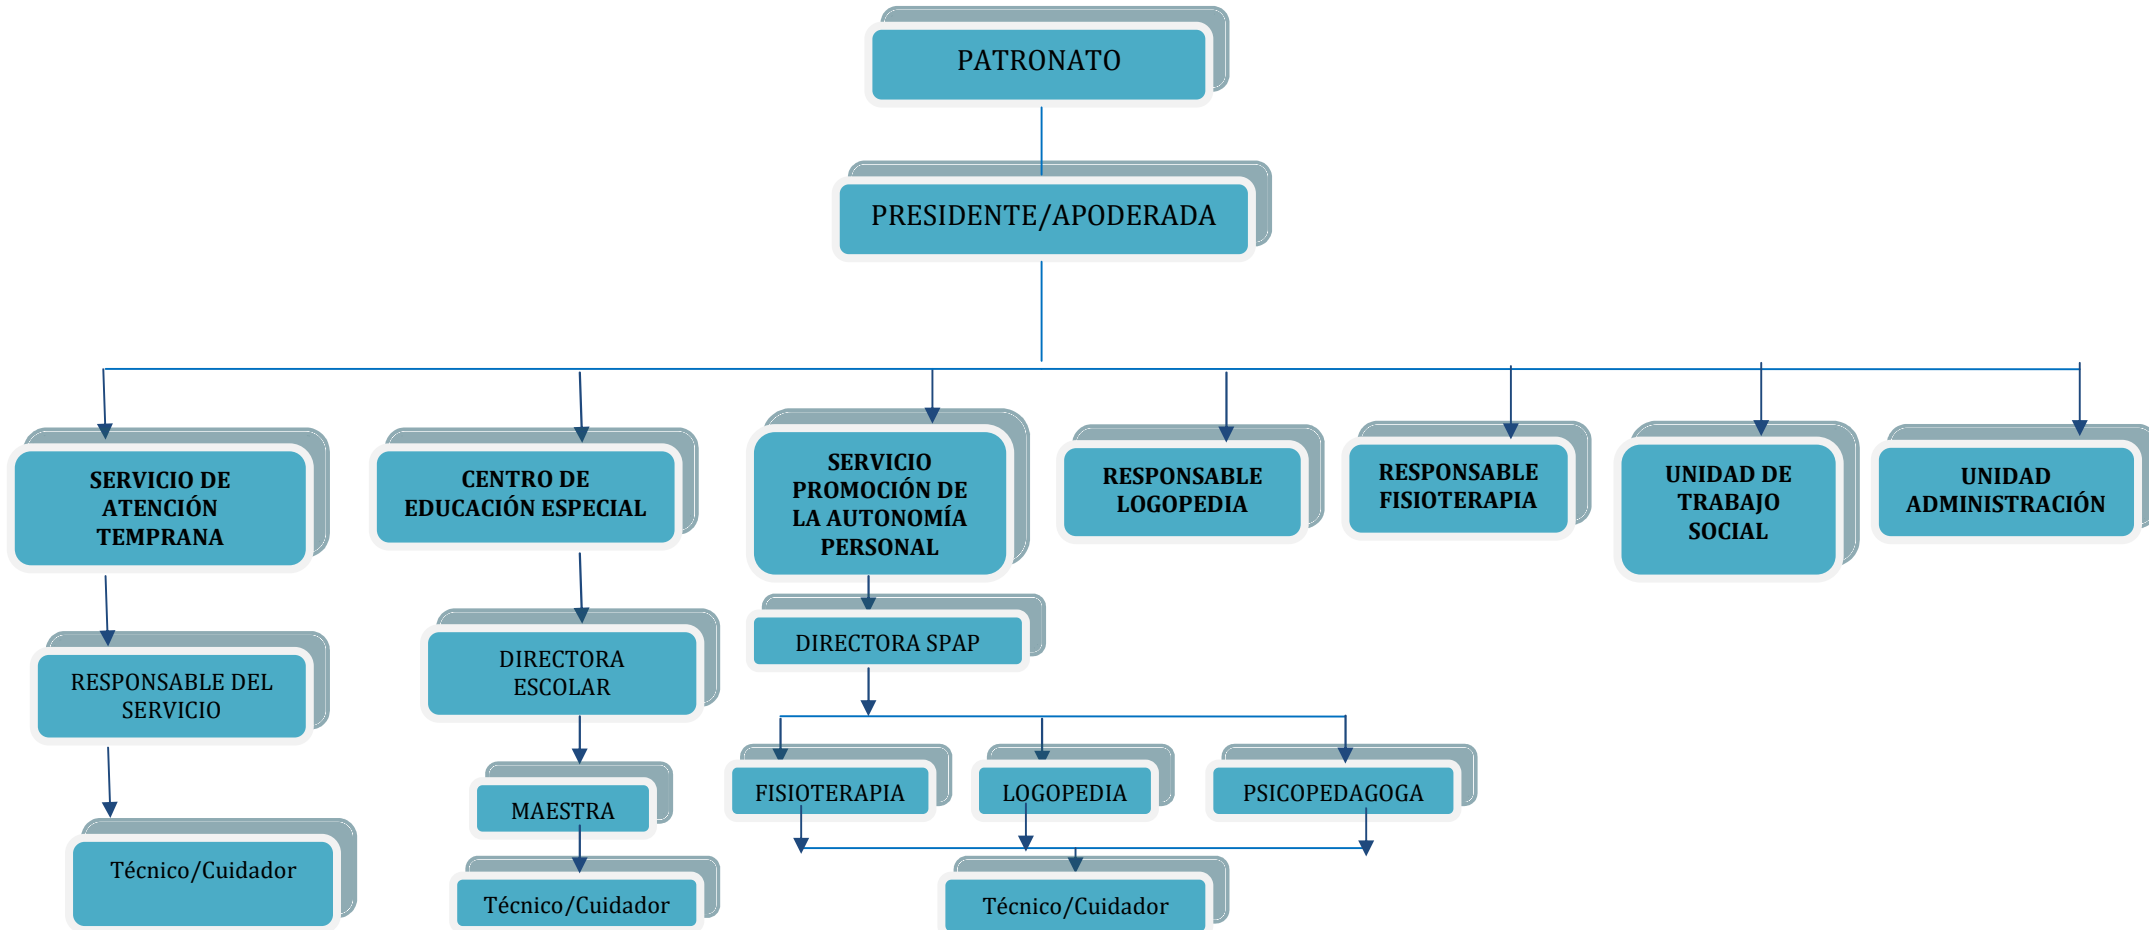 PATRONATO
PRESIDENTE/APODERADA
SERVICIO DE
ATENCIÓN
TEMPRANA
CENTRO DE
EDUCACIÓN ESPECIAL
SERVICIO
PROMOCIÓN DE
LA AUTONOMÍA
PERSONAL
RESPONSABLE
LOGOPEDIA
RESPONSABLE
FISIOTERAPIA
UNIDAD DE
TRABAJO
SOCIAL
UNIDAD
ADMINISTRACIÓN
RESPONSABLE DEL
SERVICIO
DIRECTORA
ESCOLAR
DIRECTORA SPAP
MAESTRA
FISIOTERAPIA
LOGOPEDIA
PSICOPEDAGOGA
Técnico/Cuidador
Técnico/Cuidador
Técnico/Cuidador